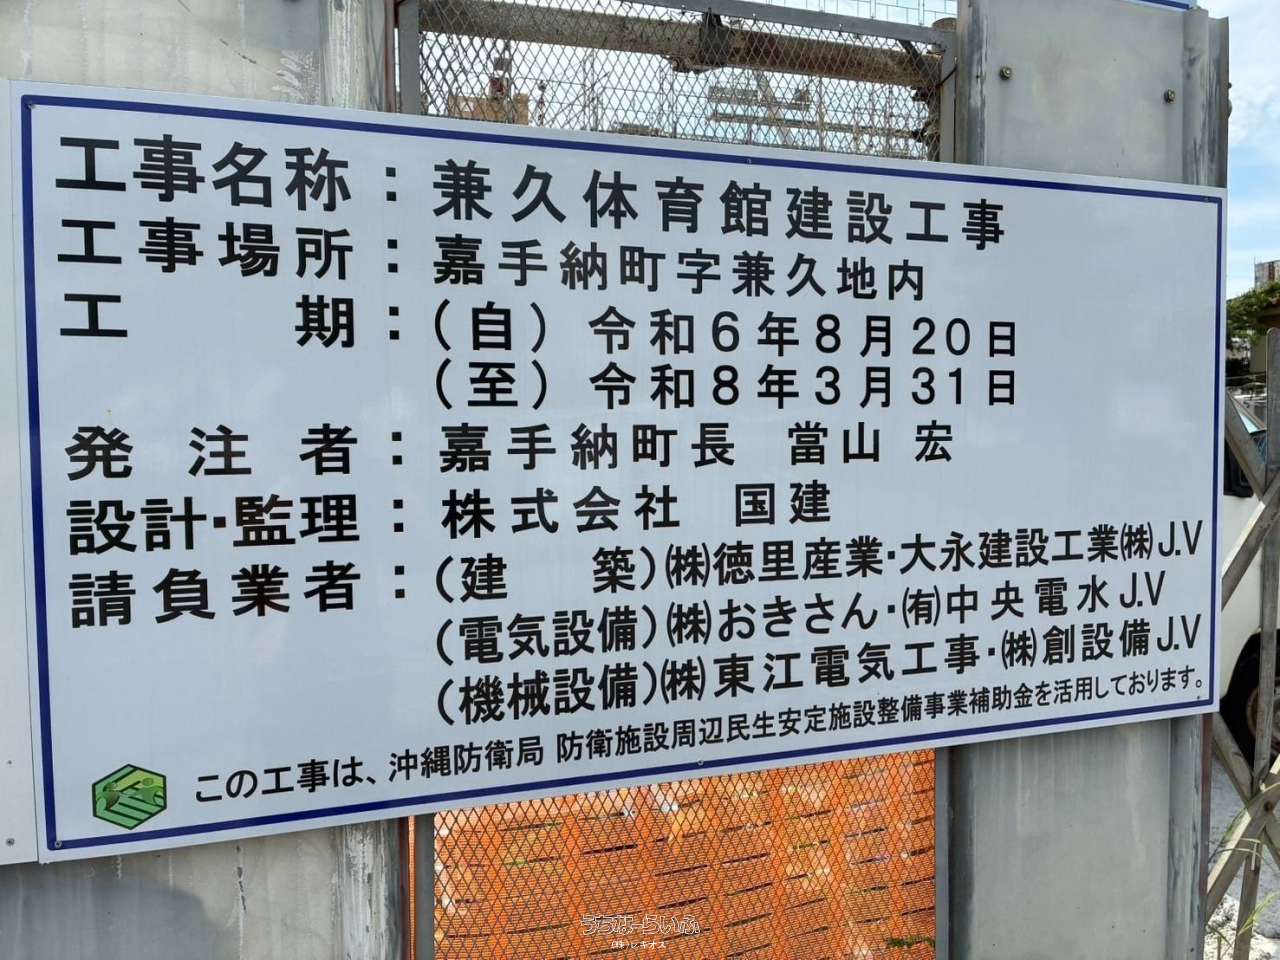 工事名称：兼久体育館建設工事
工事場所：嘉手納町字兼久地内
工　　期：（自）令和６年８月２０日
（至）令和８年３月３１日
発　注　者：嘉手納町長　當山　宏
設計・監理：株式会社　国建
請負業者：（建　　築）㈱徳里産業・大永建設工業㈱J.V
（電気設備）㈱おきさん・㈲中央電水J.V
（機械設備）㈱東江電気工事・㈱創設備J.V
この工事は、沖縄防衛局 防衛施設周辺民生安定施設整備事業補助金を活用しております。
うちなーらいふ
(株)レキオス